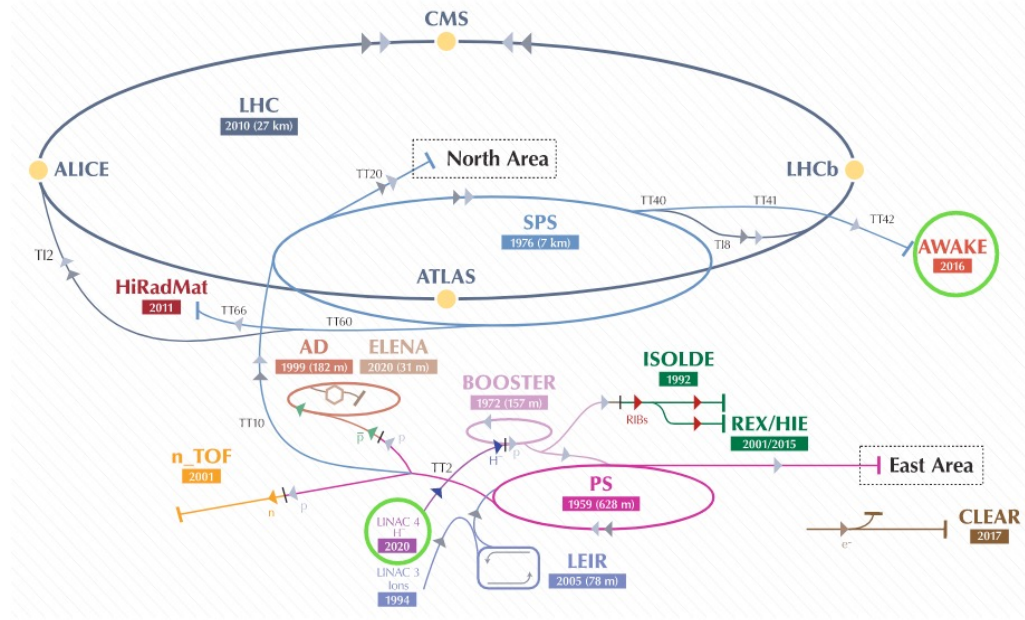 CMS
LHC
2010 (27 km)
ALICE
LHCb
North Area
TT20
TT40
TT41
TT42
SPS
1976 (7 km)
TI8
AWAKE
2016
TI2
ATLAS
HiRadMat
2011
TT66
TT60
AD
1999 (182 m)
ELENA
2020 (31 m)
ISOLDE
1992
BOOSTER
1972 (157 m)
RIBs
REX/HIE
2001/2015
TT10
p̅
p
H⁻
p
East Area
n_TOF
2001
TT2
n
p
PS
1959 (628 m)
LINAC 4
H⁻
2020
CLEAR
2017
e⁻
LINAC 3
Ions
1994
LEIR
2005 (78 m)